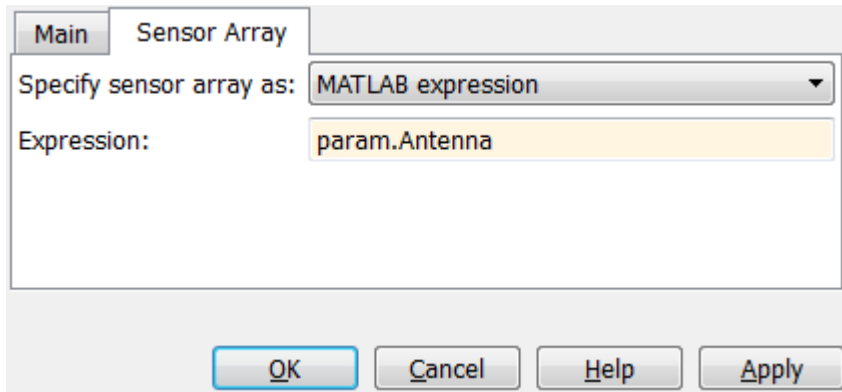 Main Sensor Array
Specify sensor array as: MATLAB expression
Expression: param.Antenna
OK Cancel Help Apply